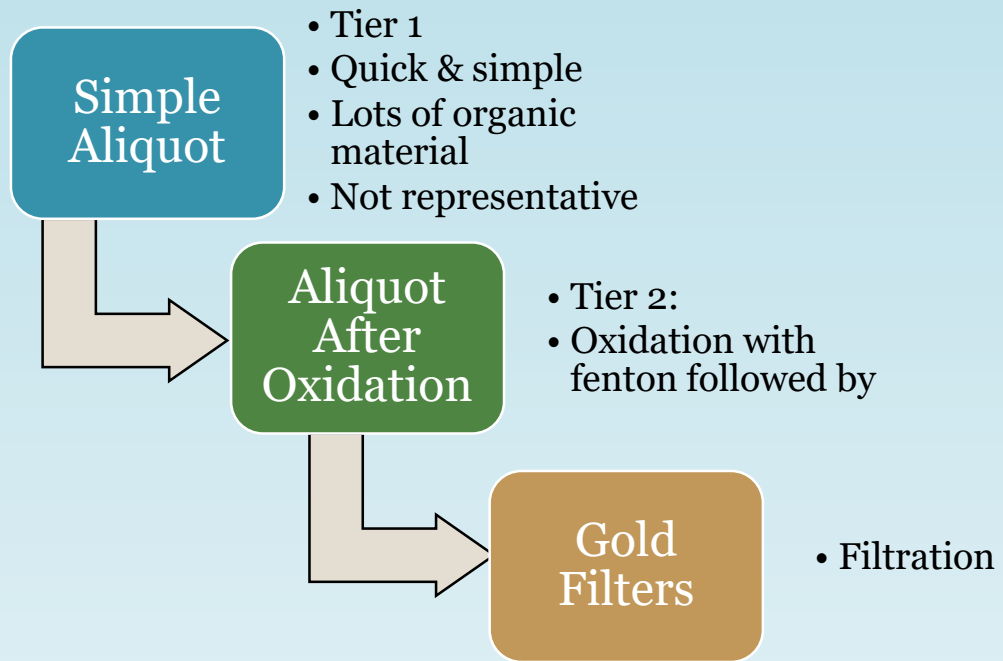 Simple
Aliquot
• Tier 1
• Quick & simple
• Lots of organic
material
• Not representative
Aliquot
After
Oxidation
• Tier 2:
• Oxidation with
fenton followed by
Gold
Filters
• Filtration